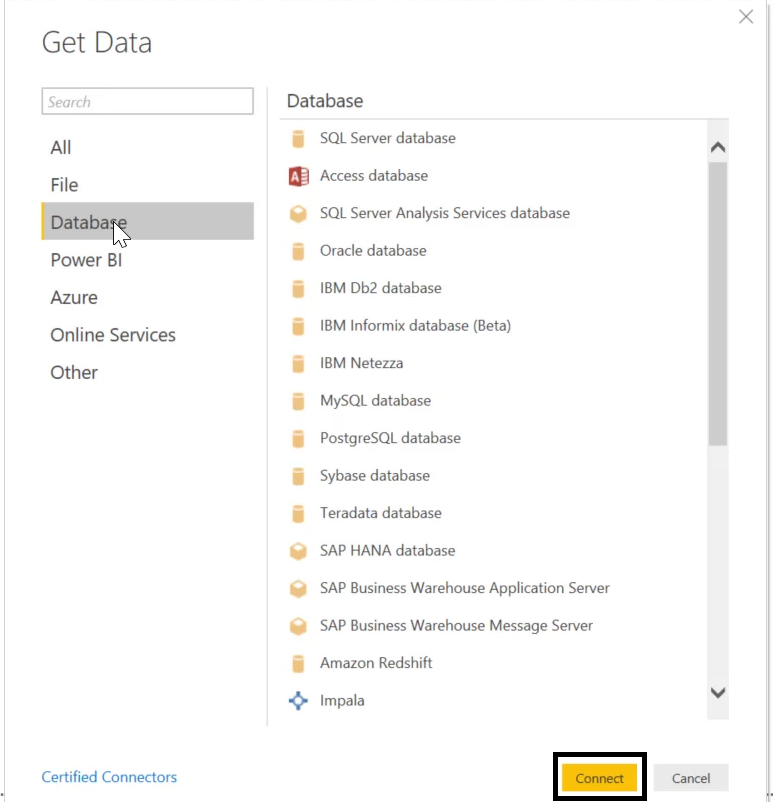 Get Data
Search
All
File
Database
Power BI
Azure
Online Services
Other
Database
SQL Server database
A
Access database
SQL Server Analysis Services database
Oracle database
IBM Db2 database
IBM Informix database (Beta)
IBM Netezza
MySQL database
PostgreSQL database
Sybase database
Teradata database
SAP HANA database
SAP Business Warehouse Application Server
SAP Business Warehouse Message Server
Amazon Redshift
Impala
Certified Connectors
Connect
Cancel